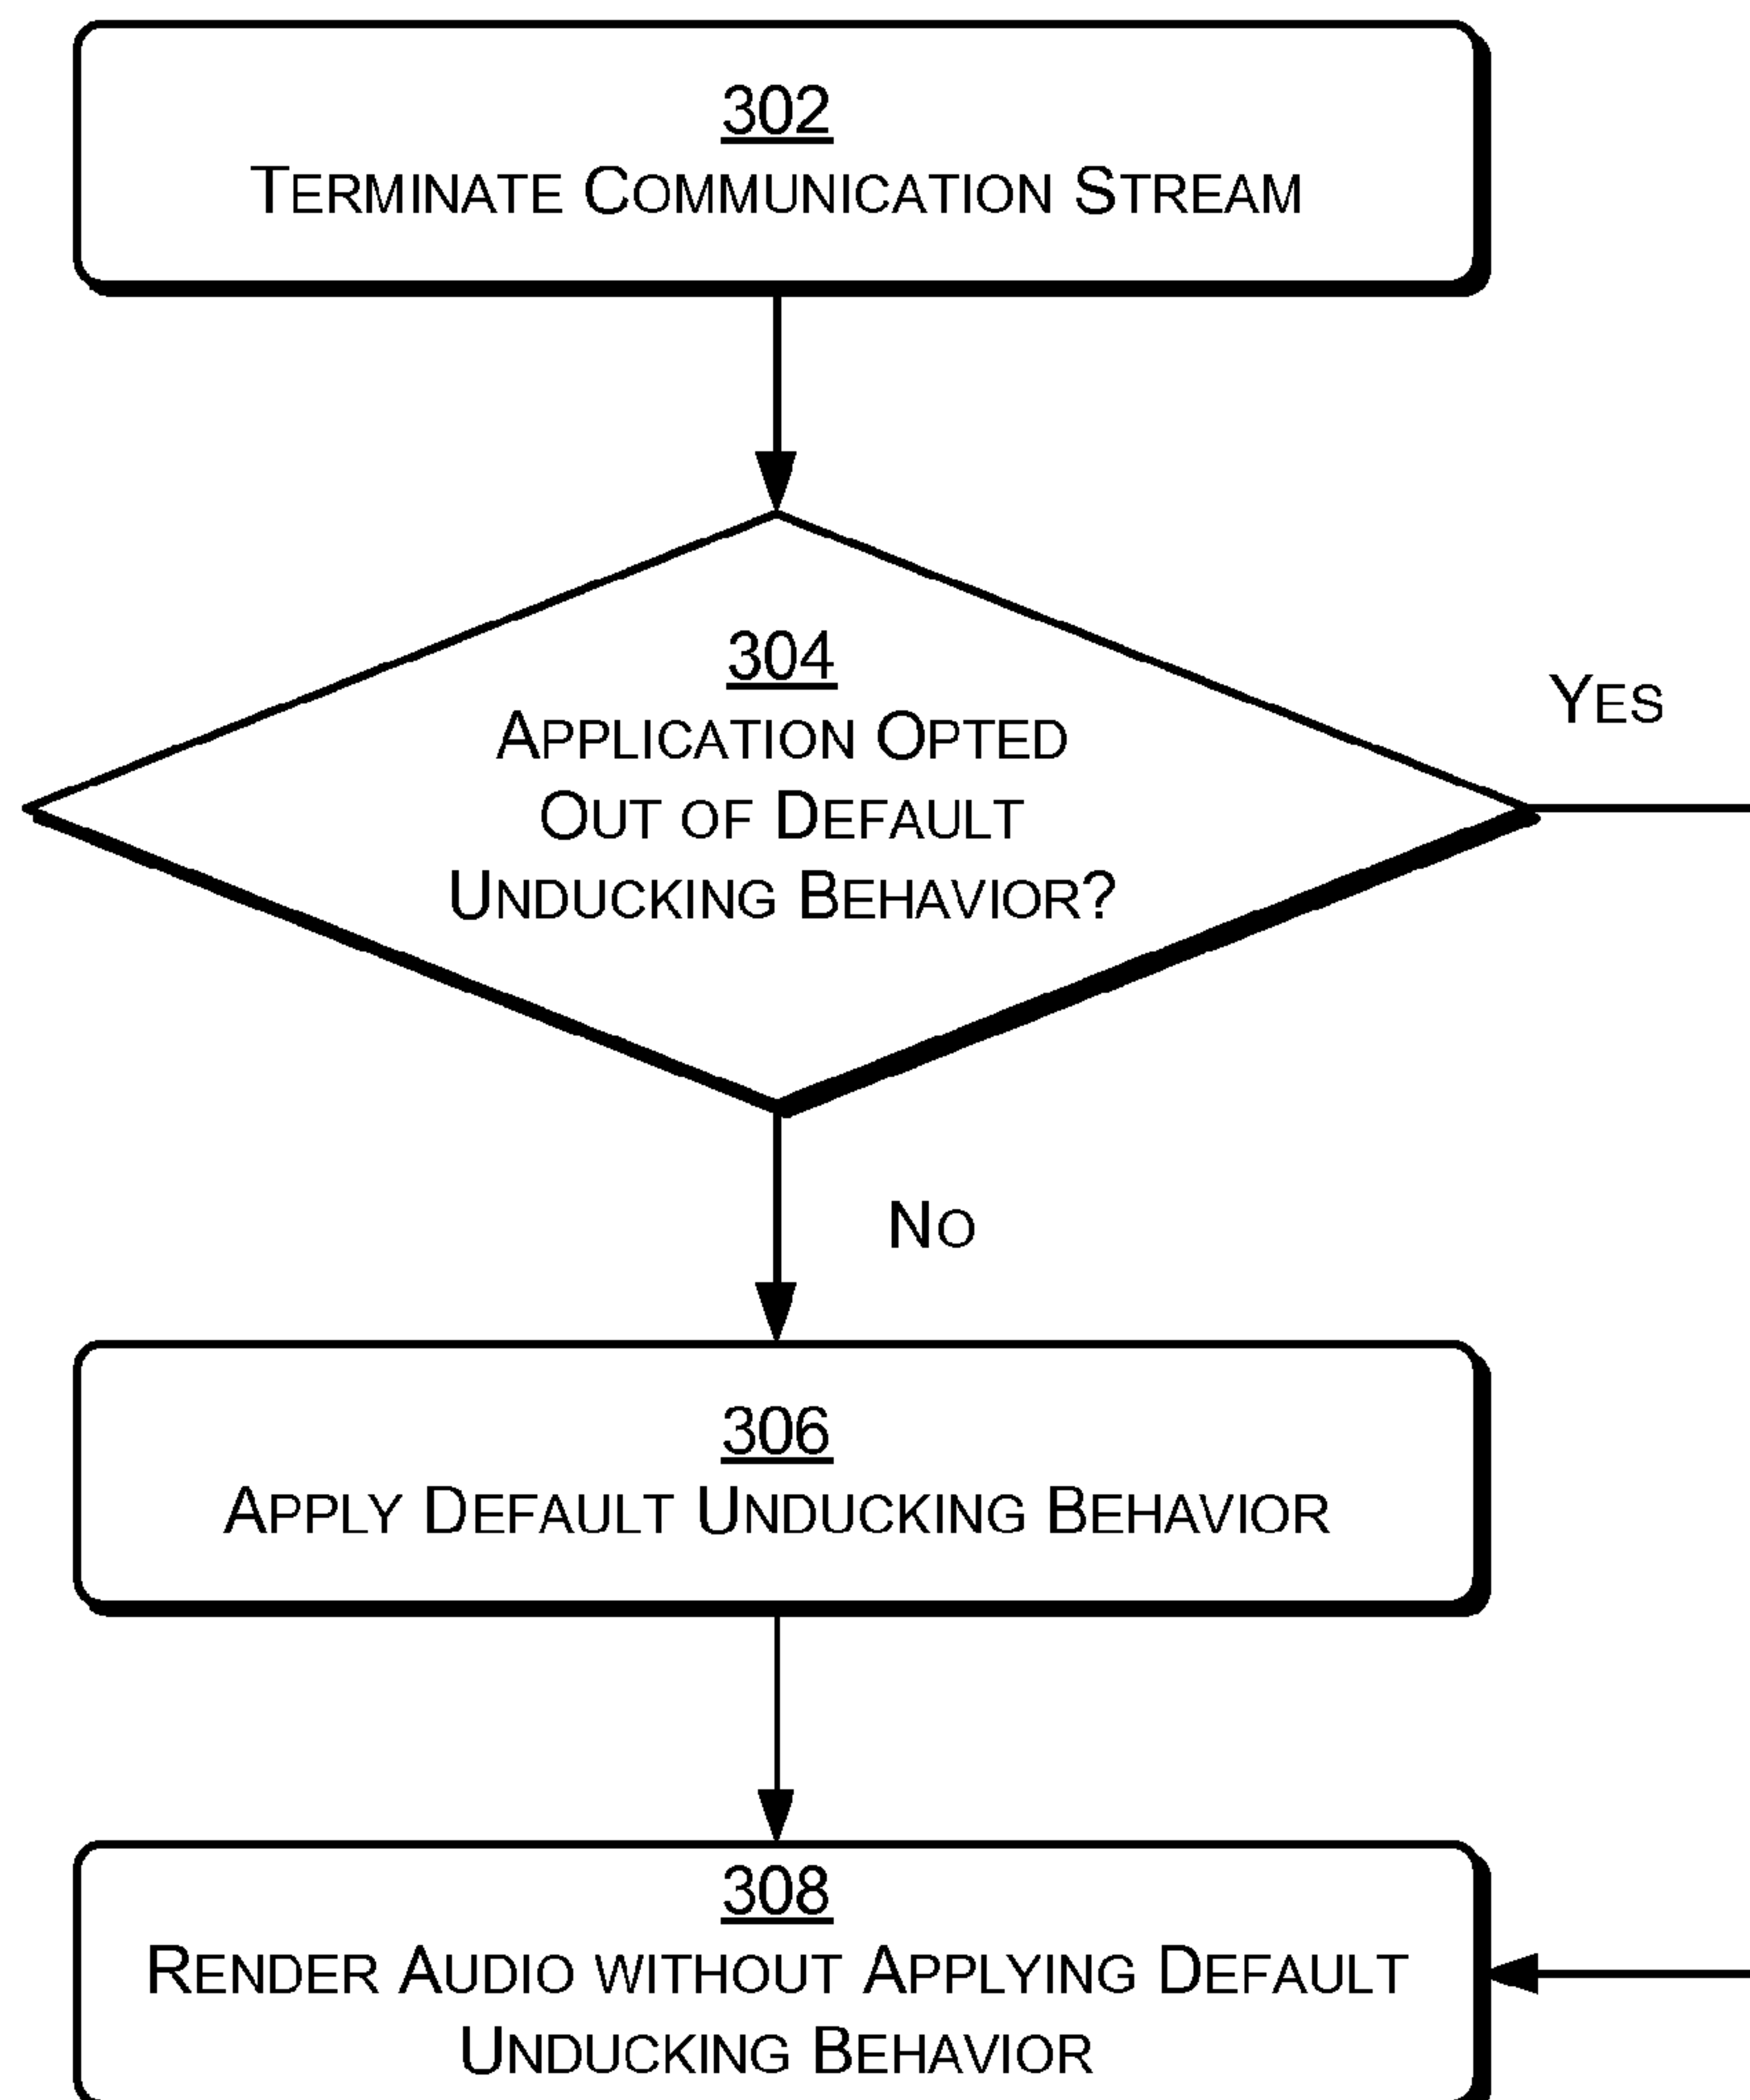 302
TERMINATE COMMUNICATION STREAM
304
APPLICATION OPTED
OUT OF DEFAULT
UNDUCKING BEHAVIOR?
YES
NO
306
APPLY DEFAULT UNDUCKING BEHAVIOR
308
RENDER AUDIO WITHOUT APPLYING DEFAULT
UNDUCKING BEHAVIOR